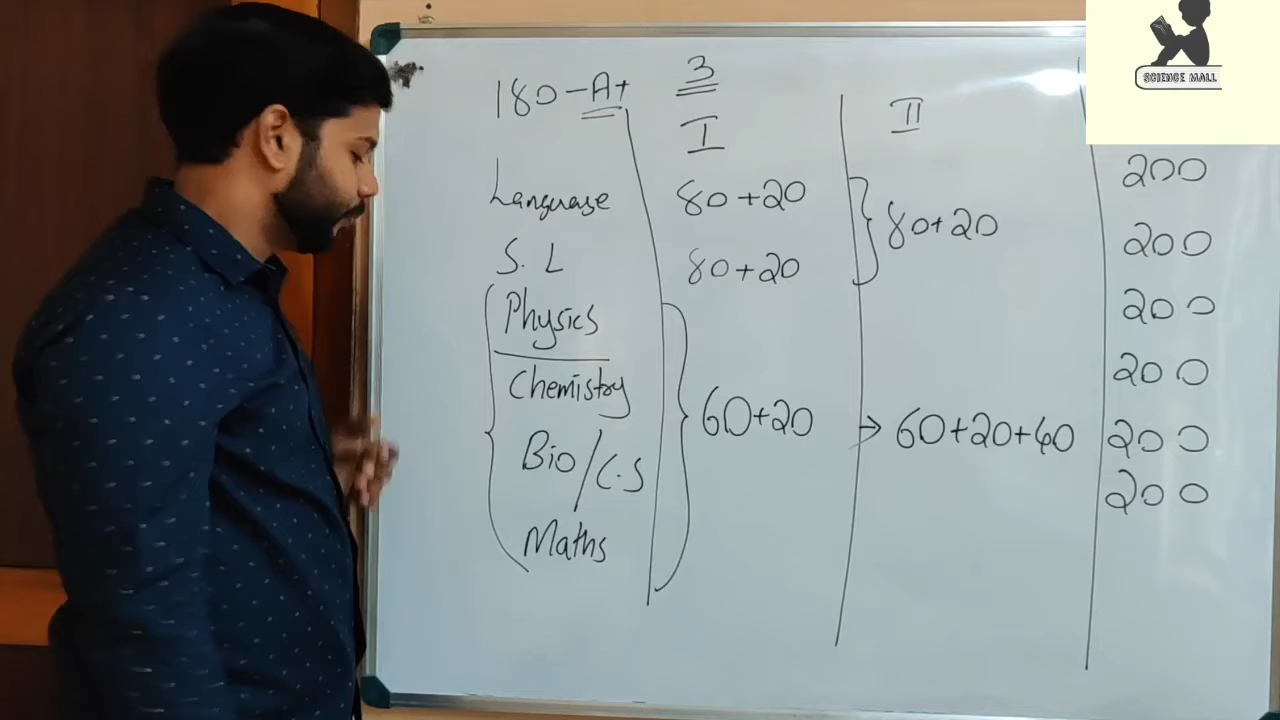 180-A+ 3
I II
Language 80+20 80+20 200
S. L 80+20 200
Physics 200
Chemistry 200
Bio/C.S 60+20 → 60+20+40 200
Maths 200
SCIENCE MALL